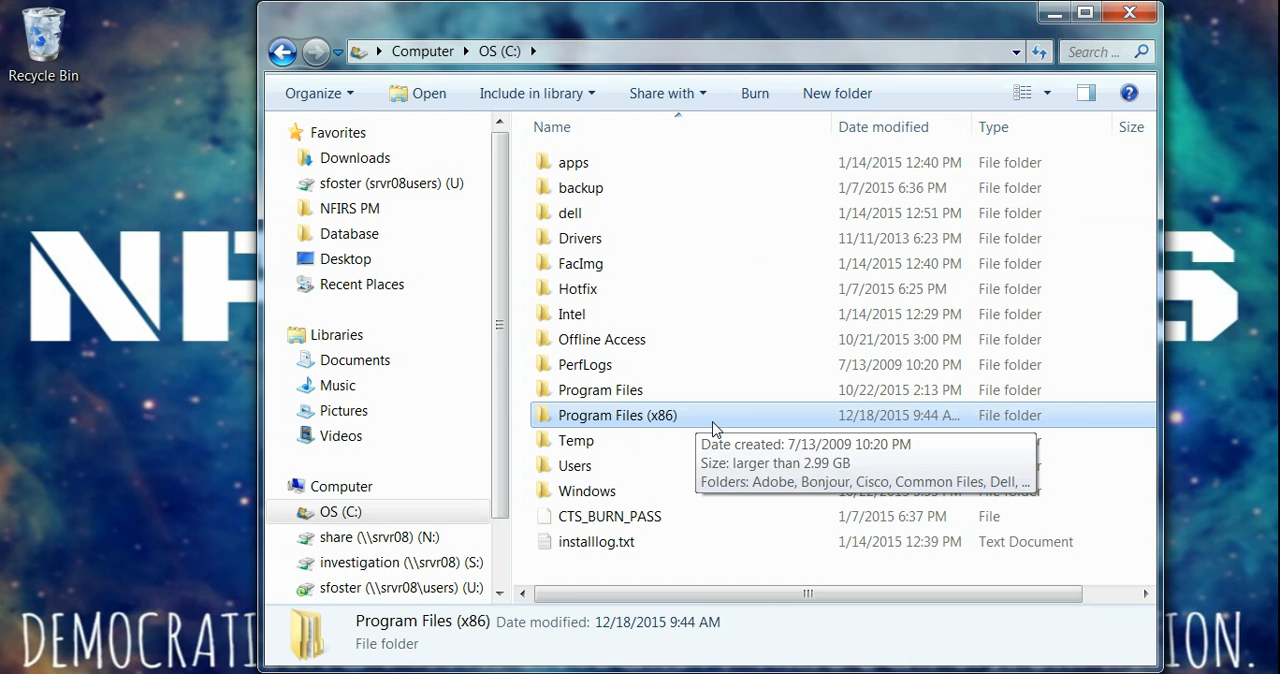 Recycle Bin
Computer OS (C:)
Search ...
Organize Open Include in library Share with Burn New folder
Name Date modified Type Size
Favorites
Downloads
sfoster (srvr08users) (U)
NFIRS PM
Database
Desktop
Recent Places
Libraries
Documents
Music
Pictures
Videos
Computer
OS (C:)
share (\\srvr08) (N:)
investigation (\\srvr08) (S:)
sfoster (\\srvr08\users) (U:)
apps 1/14/2015 12:40 PM File folder
backup 1/7/2015 6:36 PM File folder
dell 1/14/2015 12:51 PM File folder
Drivers 11/11/2013 6:23 PM File folder
FacImg 1/14/2015 12:40 PM File folder
Hotfix 1/7/2015 6:25 PM File folder
Intel 1/14/2015 12:29 PM File folder
Offline Access 10/21/2015 3:00 PM File folder
PerfLogs 7/13/2009 10:20 PM File folder
Program Files 10/22/2015 2:13 PM File folder
Program Files (x86) 12/18/2015 9:44 A... File folder
Temp
Users
Windows
CTS_BURN_PASS 1/7/2015 6:37 PM File
installlog.txt 1/14/2015 12:39 PM Text Document
Date created: 7/13/2009 10:20 PM
Size: larger than 2.99 GB
Folders: Adobe, Bonjour, Cisco, Common Files, Dell, ...
Program Files (x86) Date modified: 12/18/2015 9:44 AM
File folder
NF
S
DEMOCRATI
ION.